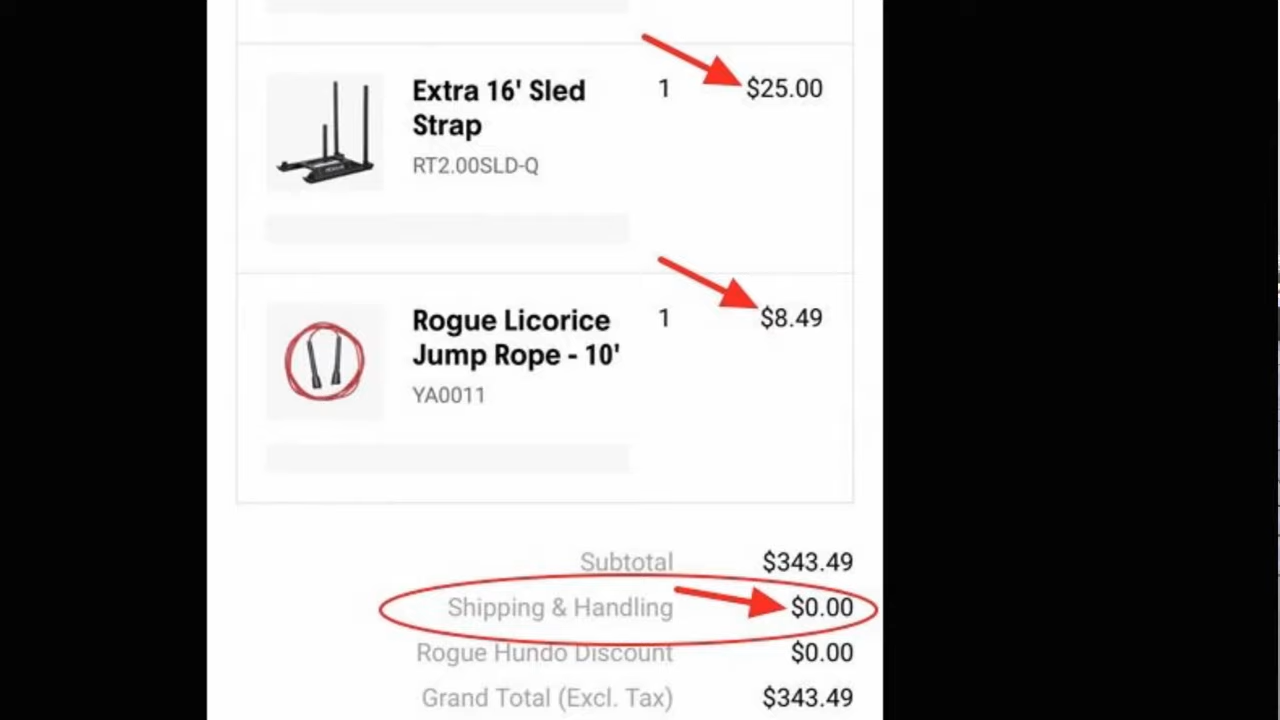 Extra 16' Sled 1 $25.00
Strap
RT2.00SLD-Q
Rogue Licorice 1 $8.49
Jump Rope - 10'
YA0011
Subtotal $343.49
Shipping & Handling $0.00
Rogue Hundo Discount $0.00
Grand Total (Excl. Tax) $343.49